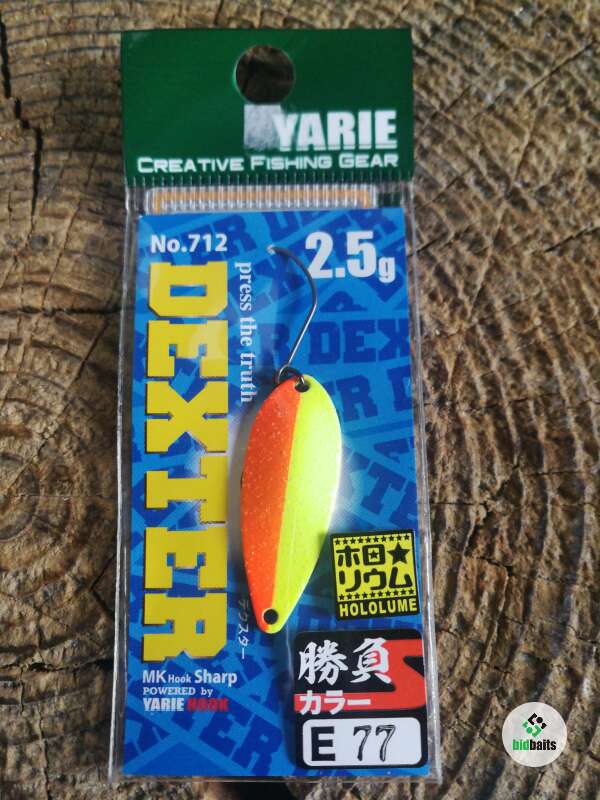 YARIE
CREATIVE FISHING GEAR
No.712
2.5g
DEXTER
press the truth
デクスター
ホロ★
リウム
HOLOLUME
勝負S
カラー
E 77
MK Hook Sharp
POWERED by
YARIE HOOK
bidbaits